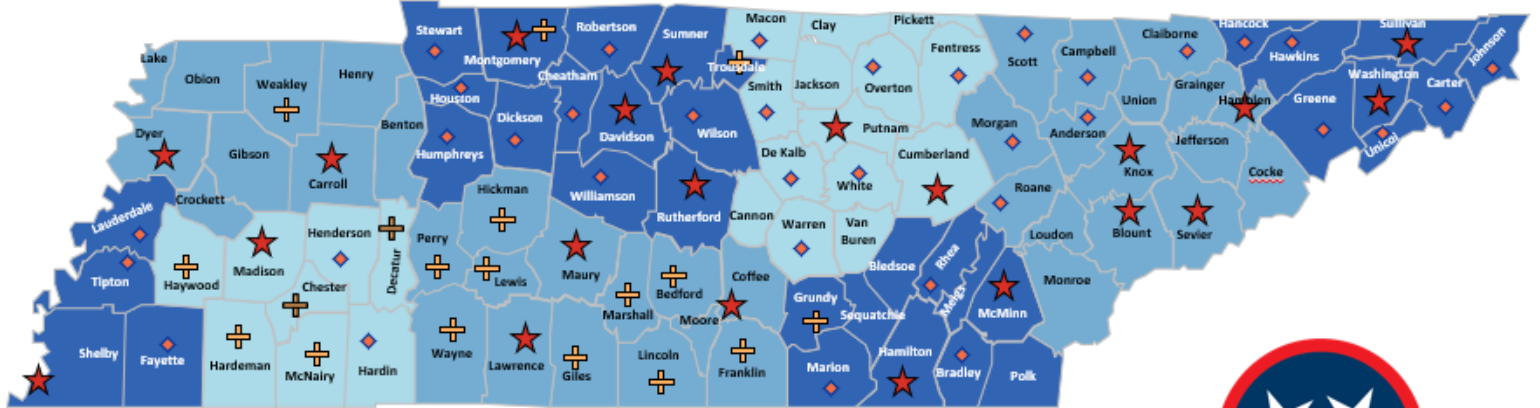 Lake
Obion
Weakley
Henry
Stewart
Montgomery
Robertson
Sumner
Macon
Clay
Pickett
Fentress
Scott
Campbell
Claiborne
Hancock
Hawkins
Sullivan
Johnson
Dyer
Gibson
Carroll
Benton
Houston
Humphreys
Dickson
Cheatham
Davidson
Wilson
Trousdale
Smith
Jackson
Overton
Putnam
Morgan
Anderson
Union
Grainger
Hamblen
Greene
Washington
Carter
Unicoi
Lauderdale
Crockett
Hickman
Williamson
Rutherford
De Kalb
White
Cumberland
Roane
Knox
Jefferson
Cocke
Tipton
Haywood
Madison
Henderson
Decatur
Perry
Lewis
Maury
Cannon
Warren
Van
Buren
Bledsoe
Rhea
Meigs
Loudon
Blount
Sevier
Chester
Marshall
Bedford
Coffee
Moore
Grundy
Sequatchie
McMinn
Monroe
Shelby
Fayette
Hardeman
McNairy
Hardin
Wayne
Lawrence
Giles
Lincoln
Franklin
Marion
Hamilton
Bradley
Polk